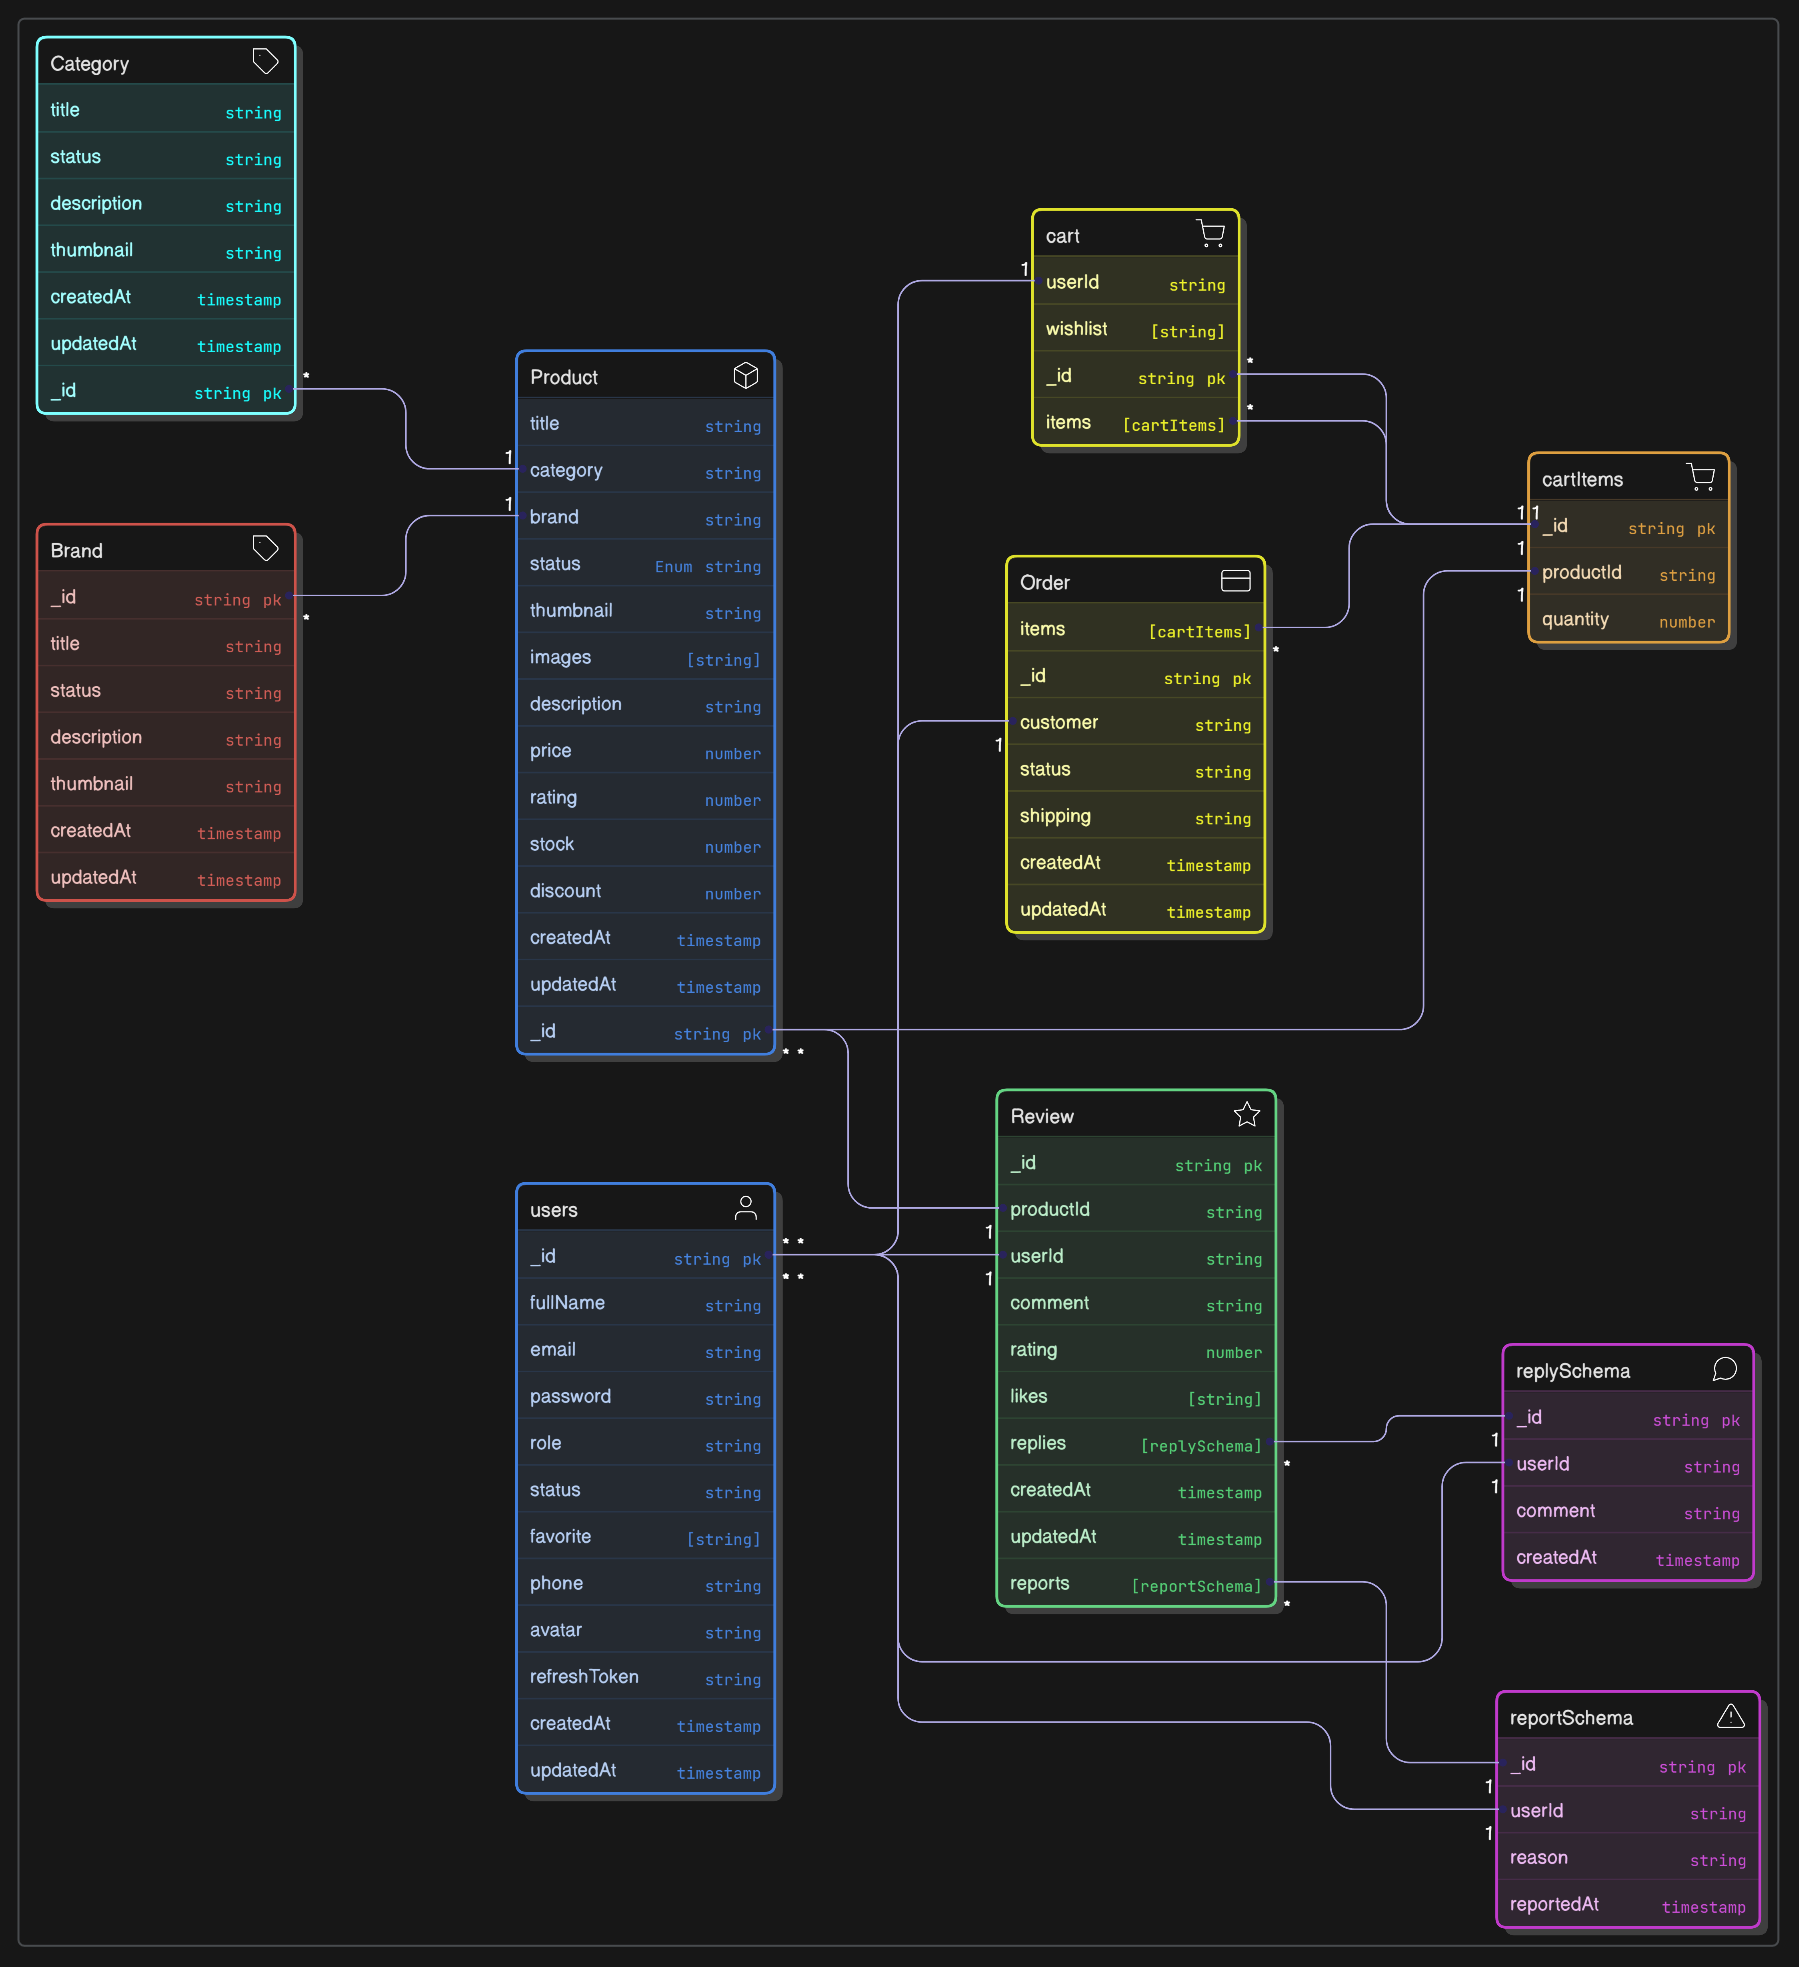 Category
title string
status string
description string
thumbnail string
createdAt timestamp
updatedAt timestamp
_id string pk
*
Brand
_id string pk
*
title string
status string
description string
thumbnail string
createdAt timestamp
updatedAt timestamp
Product
title string
1
category string
1
brand string
status Enum string
thumbnail string
images [string]
description string
price number
rating number
stock number
discount number
createdAt timestamp
updatedAt timestamp
_id string pk
* *
users
* *
_id string pk
* *
fullName string
email string
password string
role string
status string
favorite [string]
phone string
avatar string
refreshToken string
createdAt timestamp
updatedAt timestamp
cart
1
userId string
wishlist [string]
*
_id string pk
*
items [cartItems]
Order
items [cartItems]
*
_id string pk
customer string
1
status string
shipping string
createdAt timestamp
updatedAt timestamp
cartItems
1 1
_id string pk
1
productId string
1
quantity number
Review
_id string pk
productId string
1
userId string
1
comment string
rating number
likes [string]
replies [replySchema]
*
createdAt timestamp
updatedAt timestamp
reports [reportSchema]
*
replySchema
_id string pk
1
userId string
1
comment string
createdAt timestamp
reportSchema
_id string pk
1
userId string
1
reason string
reportedAt timestamp